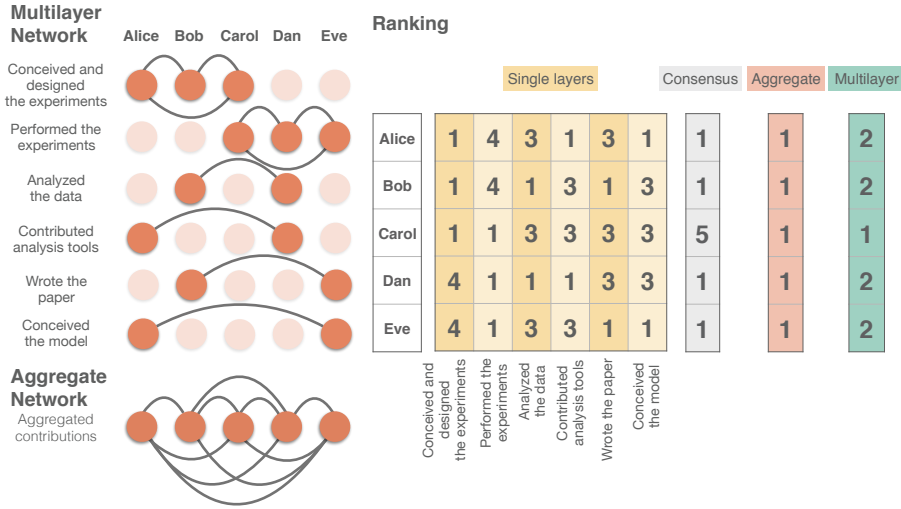 Multilayer
Network
Alice Bob Carol Dan Eve
Conceived and
designed
the experiments
Performed the
experiments
Analyzed
the data
Contributed
analysis tools
Wrote the
paper
Conceived
the model
Aggregate
Network
Aggregated
contributions
Ranking
Single layers Consensus Aggregate Multilayer
Alice 1 4 3 1 3 1 1 1 2
Bob 1 4 1 3 1 3 1 1 2
Carol 1 1 3 3 3 3 5 1 1
Dan 4 1 1 1 3 3 1 1 2
Eve 4 1 3 3 1 1 1 1 2
Conceived and
designed
the experiments
Performed the
experiments
Analyzed
the data
Contributed
analysis tools
Wrote the paper
Conceived
the model